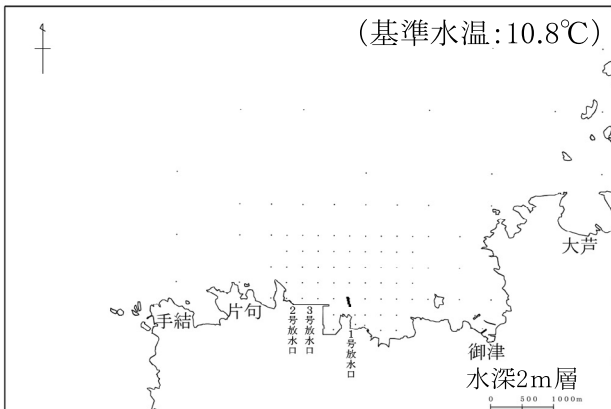 (基準水温:10.8℃)
大芦
手結
片句
2号放水口
3号放水口
1号放水口
御津
水深2m層
0 500 1000m